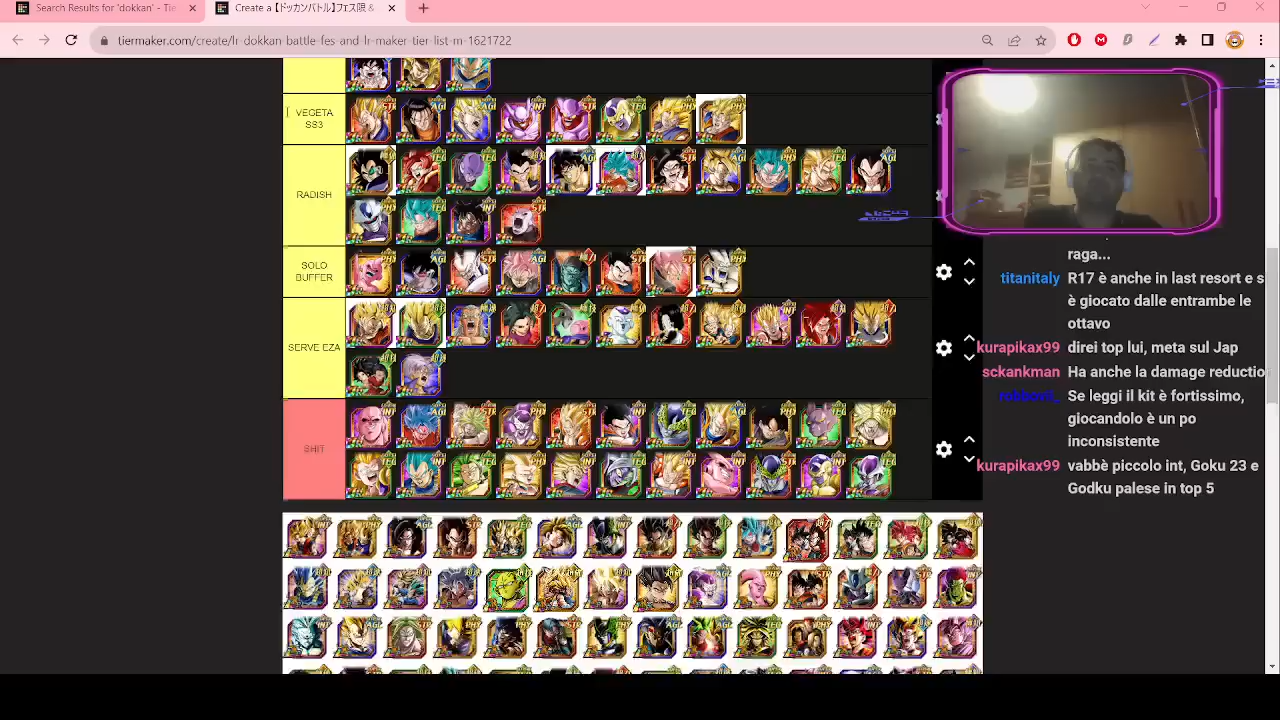 Search Results for 'dokkan' - Tier
Create a 【ドッカンバトル】フェス限 &
tiermaker.com/create/lr-dokkan-battle-fes-and-lr-maker-tier-list-m-1621722
VEGETA
SS3
RADISH
SOLO
BUFFER
SERVE EZA
SHIT
raga...
titanitaly R17 è anche in last resort e s
è giocato dalle entrambe le
ottavo
kurapikax99 direi top lui, meta sul Jap
sckankman Ha anche la damage reductio
Se leggi il kit è fortissimo,
giocandolo è un po
inconsistente
kurapikax99 vabbè piccolo int, Goku 23 e
Godku palese in top 5